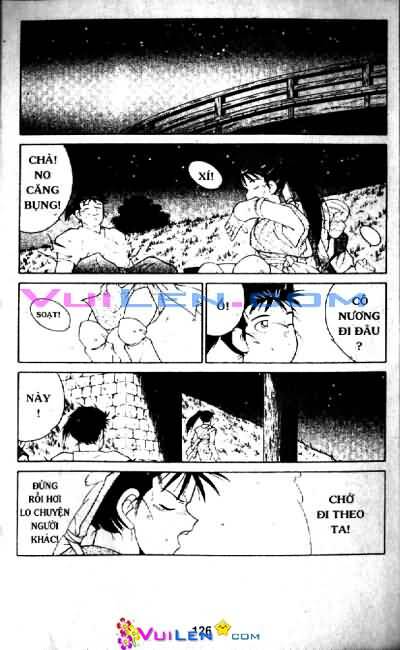 CHÀ!
NO
CĂNG
BỤNG!
XÍ!
VUILEN.COM
SOẠT!
Ồ!
CÔ
NƯƠNG
ĐI ĐÂU
?
NÀY
!
ĐỪNG
RỖI HƠI
LO CHUYỆN
NGƯỜI
KHÁC!
CHỚ
ĐI THEO
TA!
126
VUILEN.COM